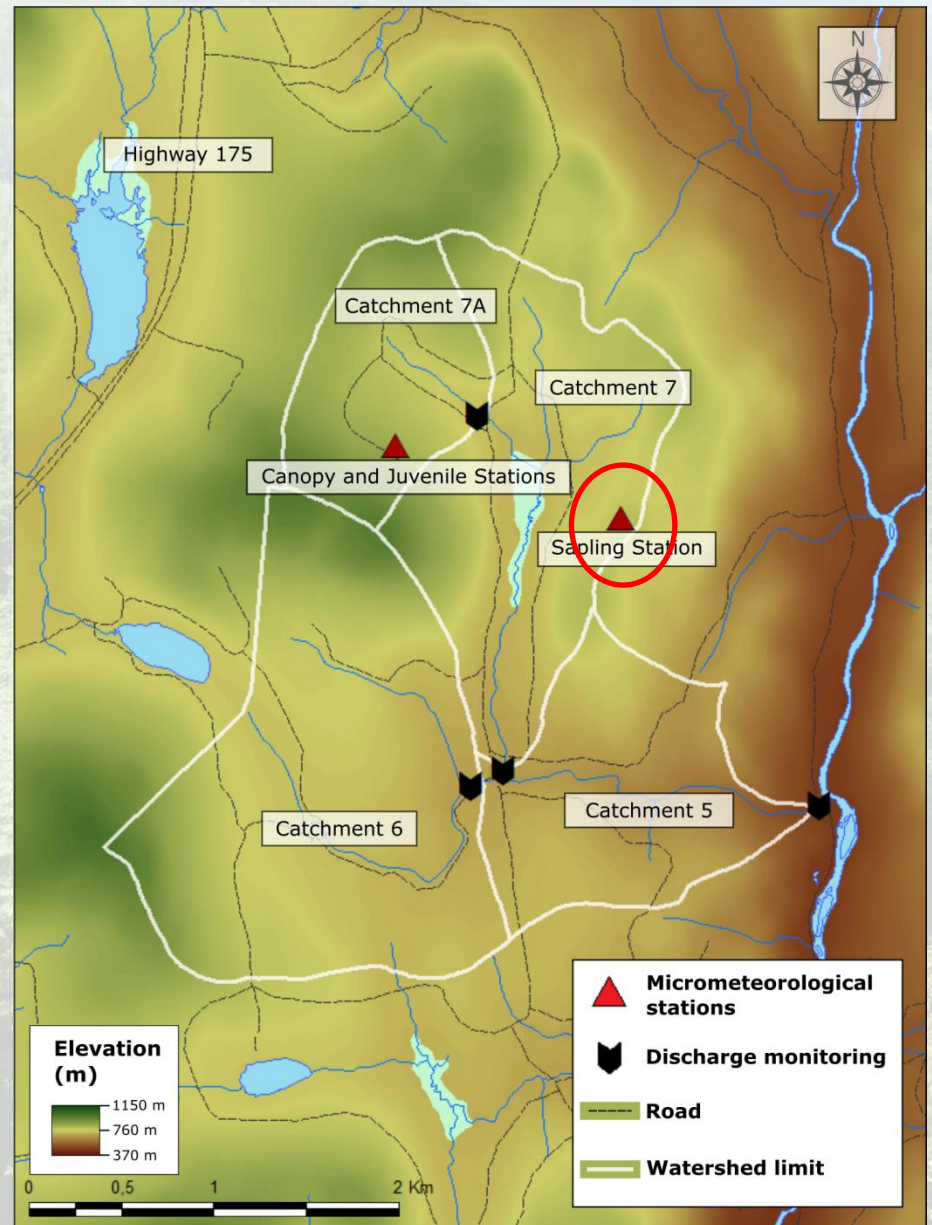 N
Highway 175
Catchment 7A
Catchment 7
Canopy and Juvenile Stations
Sapling Station
Catchment 6
Catchment 5
Elevation
(m)
1150 m
760 m
370 m
0 0,5 1 2 Km
Micrometeorological
stations
Discharge monitoring
Road
Watershed limit